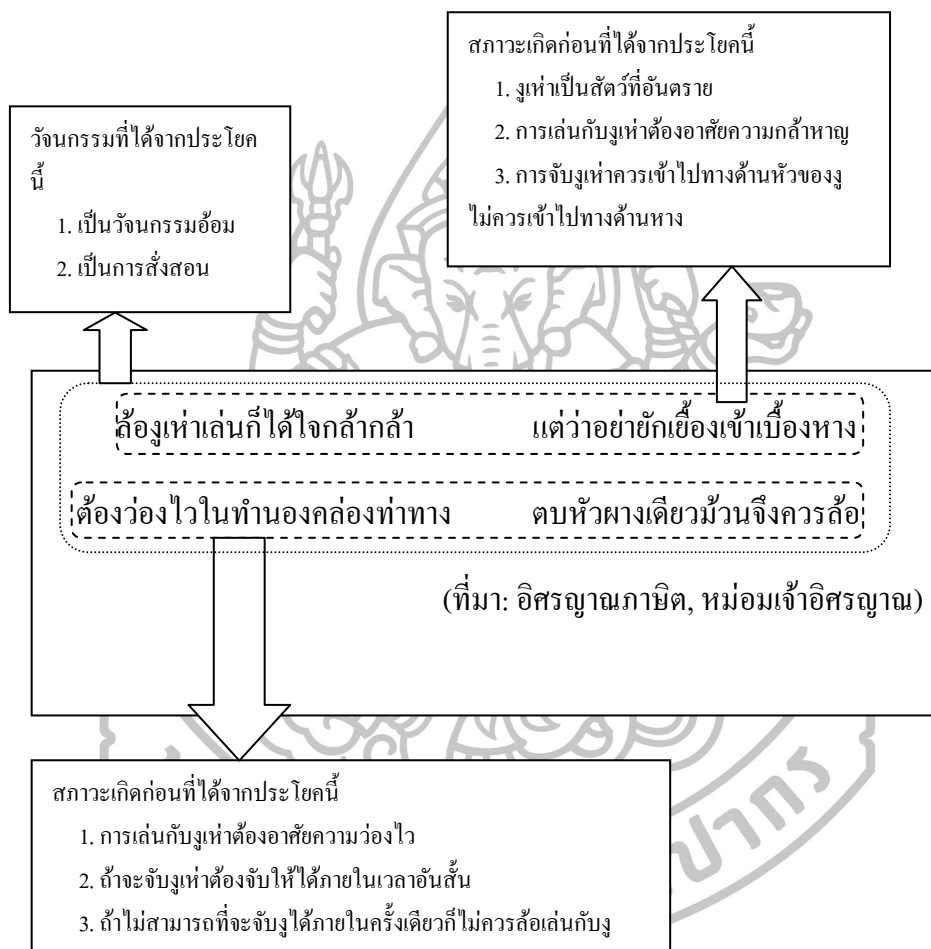 สภาวะเกิดก่อนที่ได้จากประโยคนี้
1. งูเห่าเป็นสัตว์ที่อันตราย
2. การเล่นกับงูเห่าต้องอาศัยความกล้าหาญ
3. การจับงูเห่าควรเข้าไปทางด้านหัวของงู
ไม่ควรเข้าไปทางด้านหาง
วัจนกรรมที่ได้จากประโยค
นี้
1. เป็นวัจนกรรมอ้อม
2. เป็นการสั่งสอน
ล้องูเห่าเล่นก็ได้ใจกล้ากล้า แต่ว่าอย่ายักเยื้องเข้าเบื้องหาง
ต้องว่องไวในทำนองคล่องท่าทาง ตบหัวผางเดียวม้วนจึงควรล้อ
(ที่มา: อิศรญาณภาษิต, หม่อมเจ้าอิศรญาณ)
สภาวะเกิดก่อนที่ได้จากประโยคนี้
1. การเล่นกับงูเห่าต้องอาศัยความว่องไว
2. ถ้าจะจับงูเห่าต้องจับให้ได้ภายในเวลาอันสั้น
3. ถ้าไม่สามารถที่จะจับงูได้ภายในครั้งเดียวก็ไม่ควรล้อเล่นกับงู
ปากร